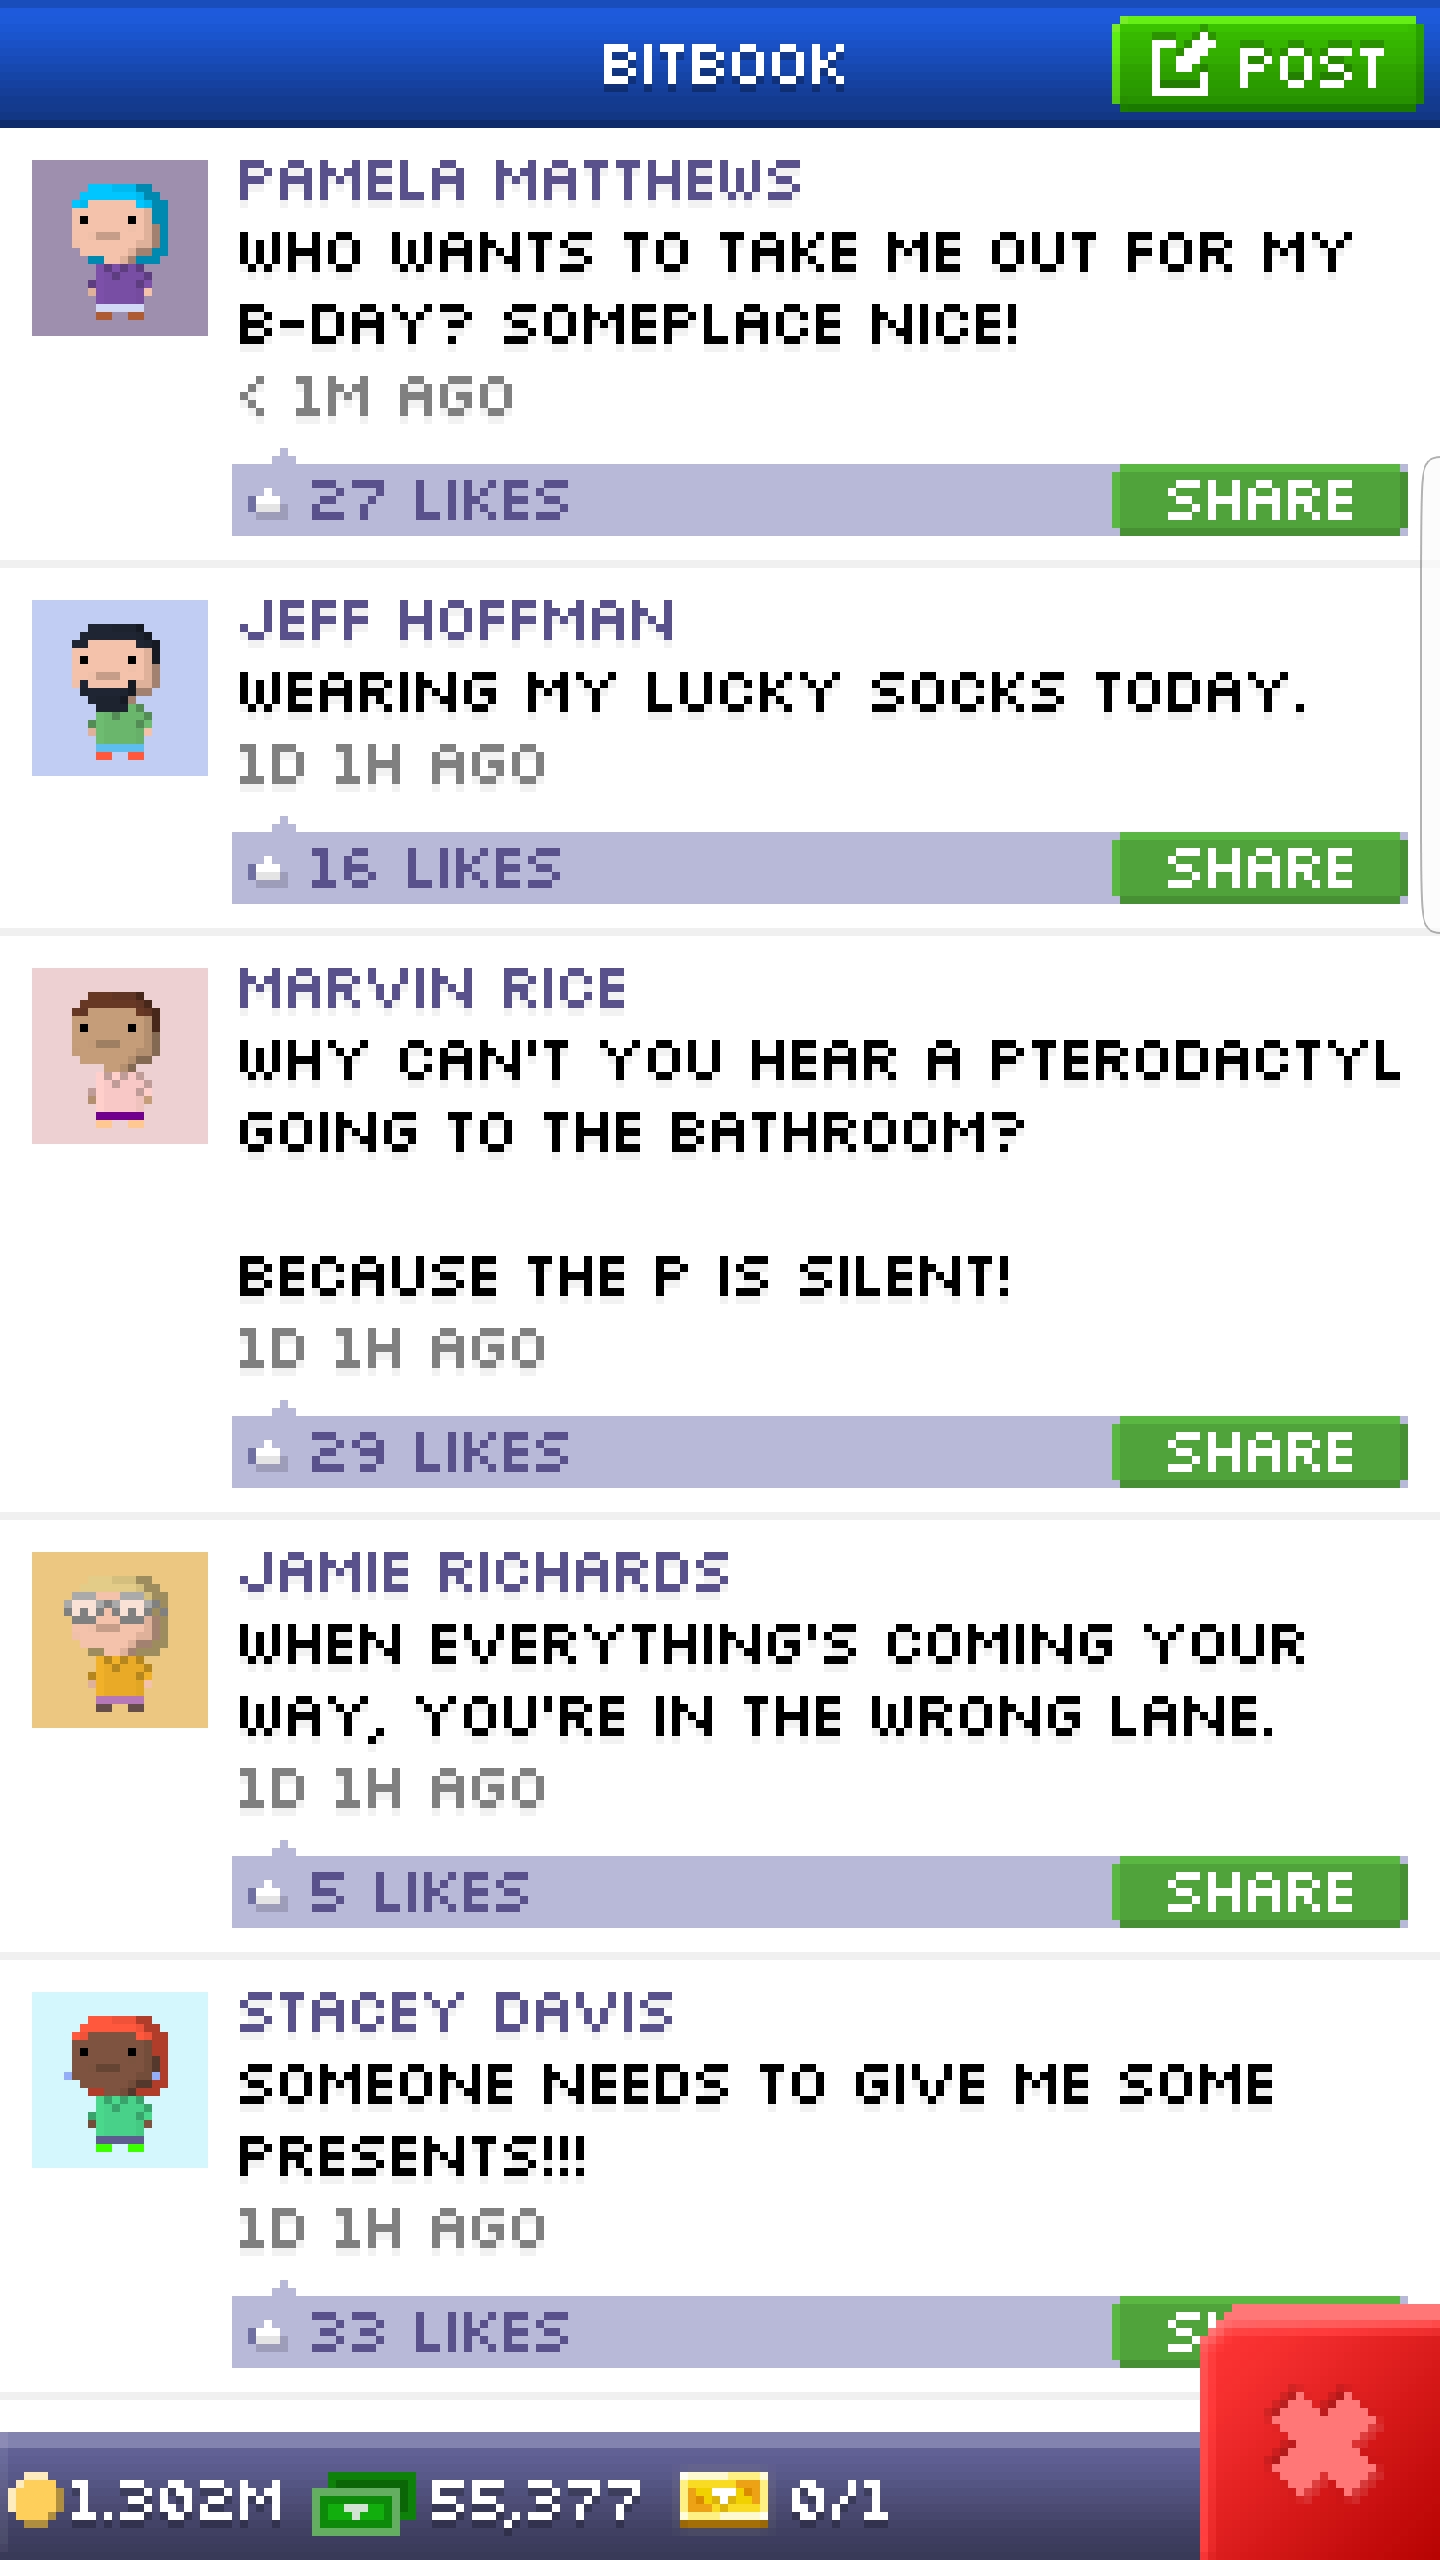 BITBOOK
POST
PAMELA MATTHEWS
WHO WANTS TO TAKE ME OUT FOR MY
B-DAY? SOMEPLACE NICE!
< 1M AGO
27 LIKES
SHARE
JEFF HOFFMAN
WEARING MY LUCKY SOCKS TODAY.
1D 1H AGO
16 LIKES
SHARE
MARVIN RICE
WHY CAN'T YOU HEAR A PTERODACTYL
GOING TO THE BATHROOM?
BECAUSE THE P IS SILENT!
1D 1H AGO
29 LIKES
SHARE
JAMIE RICHARDS
WHEN EVERYTHING'S COMING YOUR
WAY, YOU'RE IN THE WRONG LANE.
1D 1H AGO
5 LIKES
SHARE
STACEY DAVIS
SOMEONE NEEDS TO GIVE ME SOME
PRESENTS!!!
1D 1H AGO
33 LIKES
1.302M
55,377
0/1